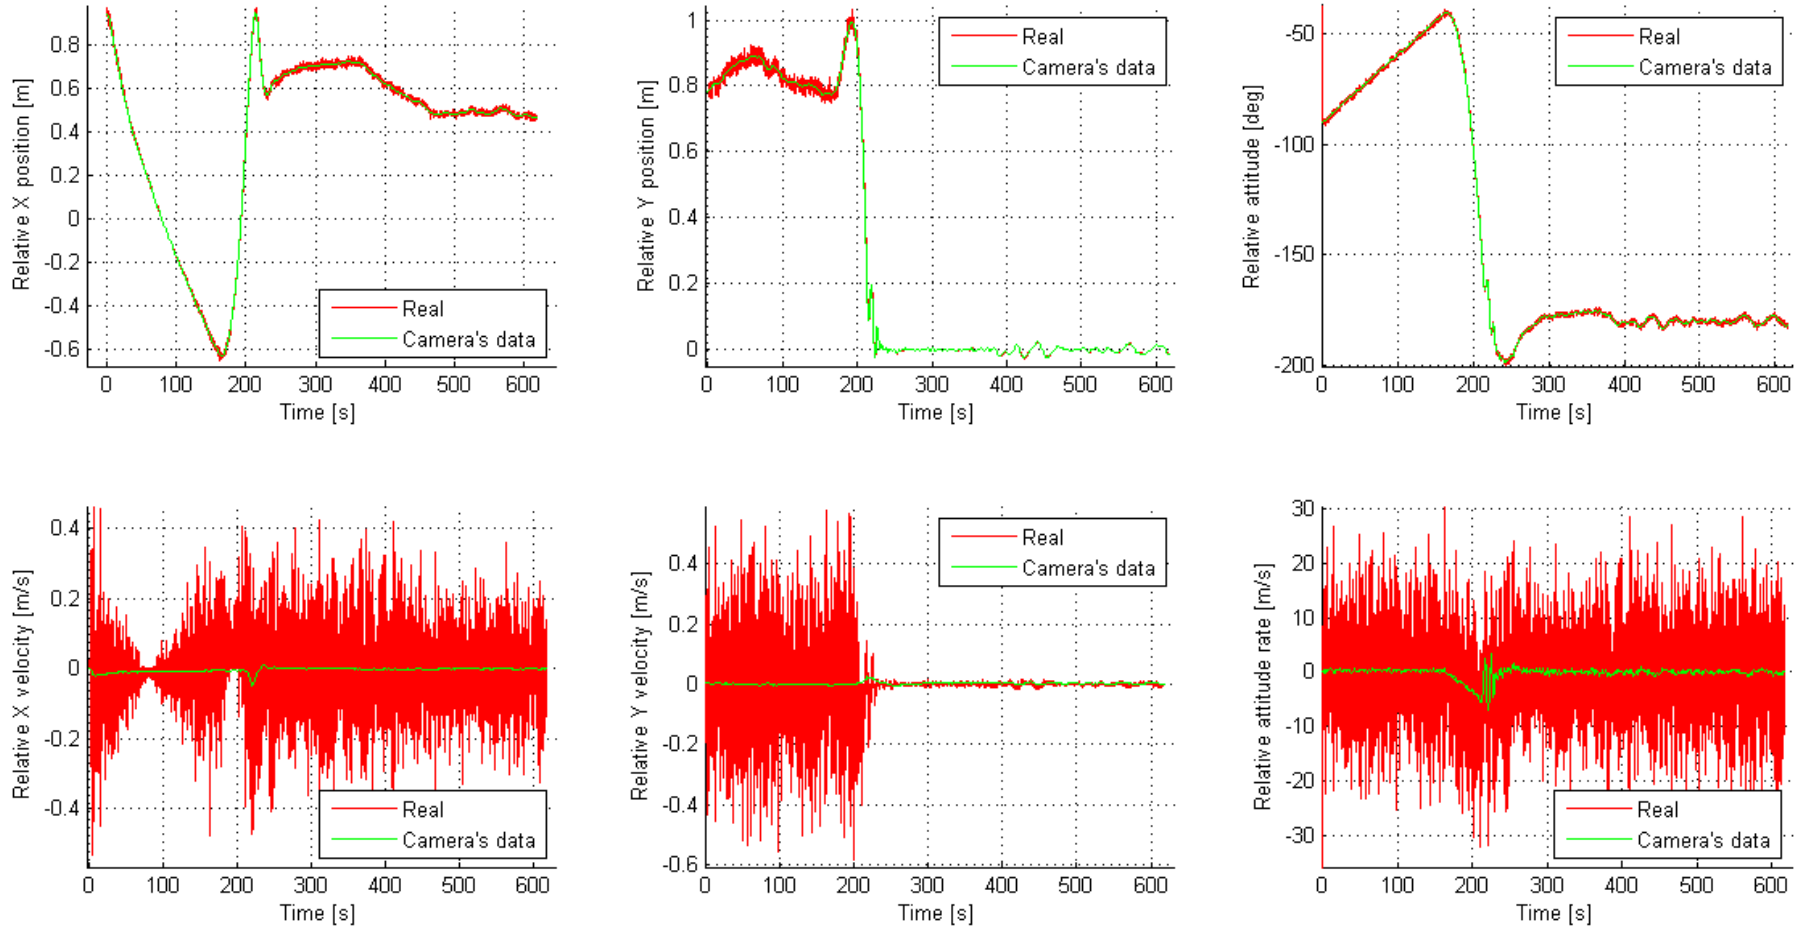 Relative X position [m]
0.8
0.6
0.4
0.2
0
-0.2
-0.4
-0.6
0 100 200 300 400 500 600
Time [s]
Real
Camera's data
Relative Y position [m]
1
0.8
0.6
0.4
0.2
0
0 100 200 300 400 500 600
Time [s]
Real
Camera's data
Relative attitude [deg]
-50
-100
-150
-200
0 100 200 300 400 500 600
Time [s]
Real
Camera's data
Relative X velocity [m/s]
0.4
0.2
0
-0.2
-0.4
0 100 200 300 400 500 600
Time [s]
Real
Camera's data
Relative Y velocity [m/s]
0.4
0.2
0
-0.2
-0.4
-0.6
0 100 200 300 400 500 600
Time [s]
Real
Camera's data
Relative attitude rate [m/s]
30
20
10
0
-10
-20
-30
0 100 200 300 400 500 600
Time [s]
Real
Camera's data